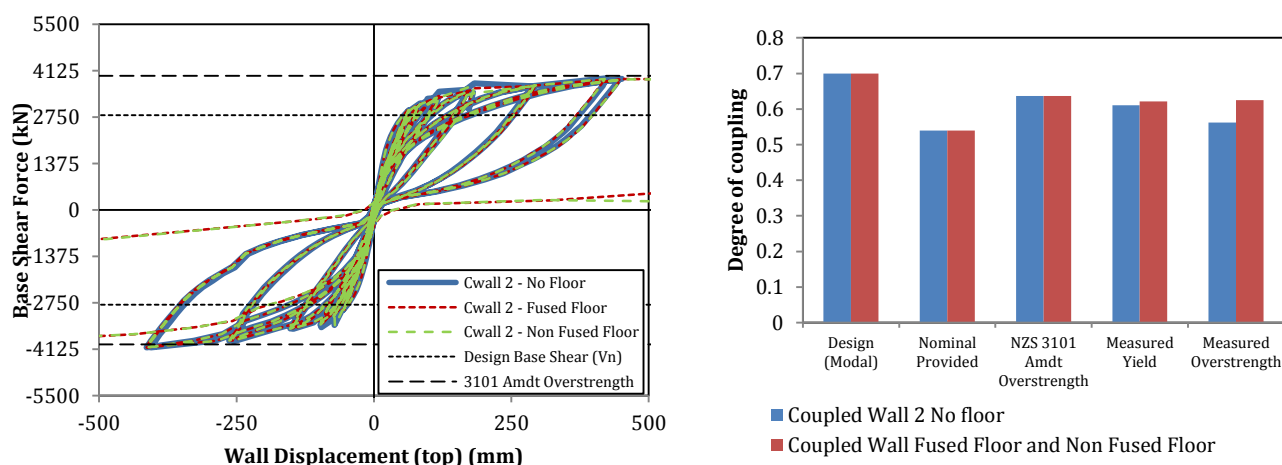 5500
4125
2750
1375
0
-1375
-2750
-4125
-5500
Base Shear Force (kN)
-500
-250
0
250
500
Wall Displacement (top) (mm)
Cwall 2 - No Floor
Cwall 2 - Fused Floor
Cwall 2 - Non Fused Floor
Design Base Shear (Vn)
3101 Amdt Overstrength
0.8
0.7
0.6
0.5
0.4
0.3
0.2
0.1
0
Degree of coupling
Design
(Modal)
Nominal
Provided
NZS 3101
Amdt
Overstrength
Measured
Yield
Measured
Overstrength
Coupled Wall 2 No floor
Coupled Wall Fused Floor and Non Fused Floor